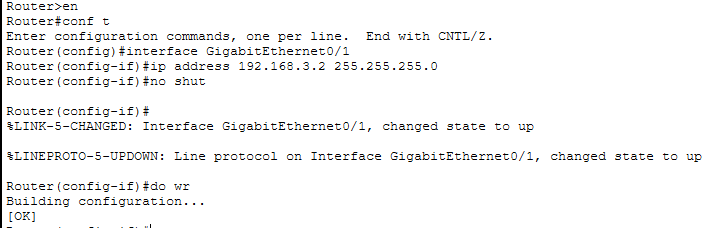 Router>en
Router#conf t
Enter configuration commands, one per line.  End with CNTL/Z.
Router(config)#interface GigabitEthernet0/1
Router(config-if)#ip address 192.168.3.2 255.255.255.0
Router(config-if)#no shut
Router(config-if)#
%LINK-5-CHANGED: Interface GigabitEthernet0/1, changed state to up
%LINEPROTO-5-UPDOWN: Line protocol on Interface GigabitEthernet0/1, changed state to up
Router(config-if)#do wr
Building configuration...
[OK]